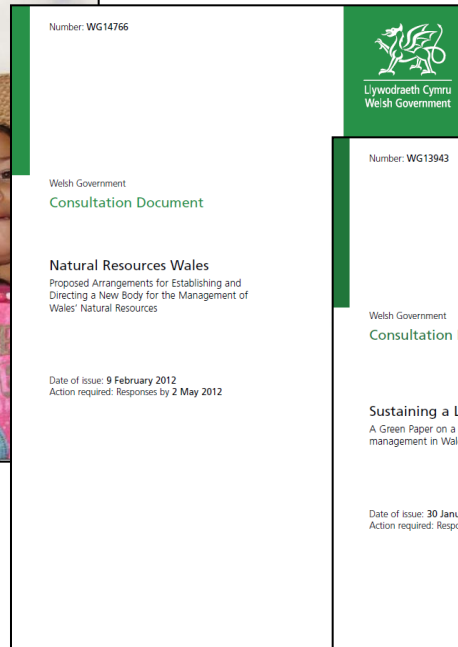 Number: WG14766
Llywodraeth Cymru
Welsh Government
Welsh Government
Consultation Document
Natural Resources Wales
Proposed Arrangements for Establishing and
Directing a New Body for the Management of
Wales' Natural Resources
Date of issue: 9 February 2012
Action required: Responses by 2 May 2012
Number: WG13943
Welsh Government
Consultation
Sustaining a L
A Green Paper on a
management in Wal
Date of issue: 30 Janu
Action required: Respo